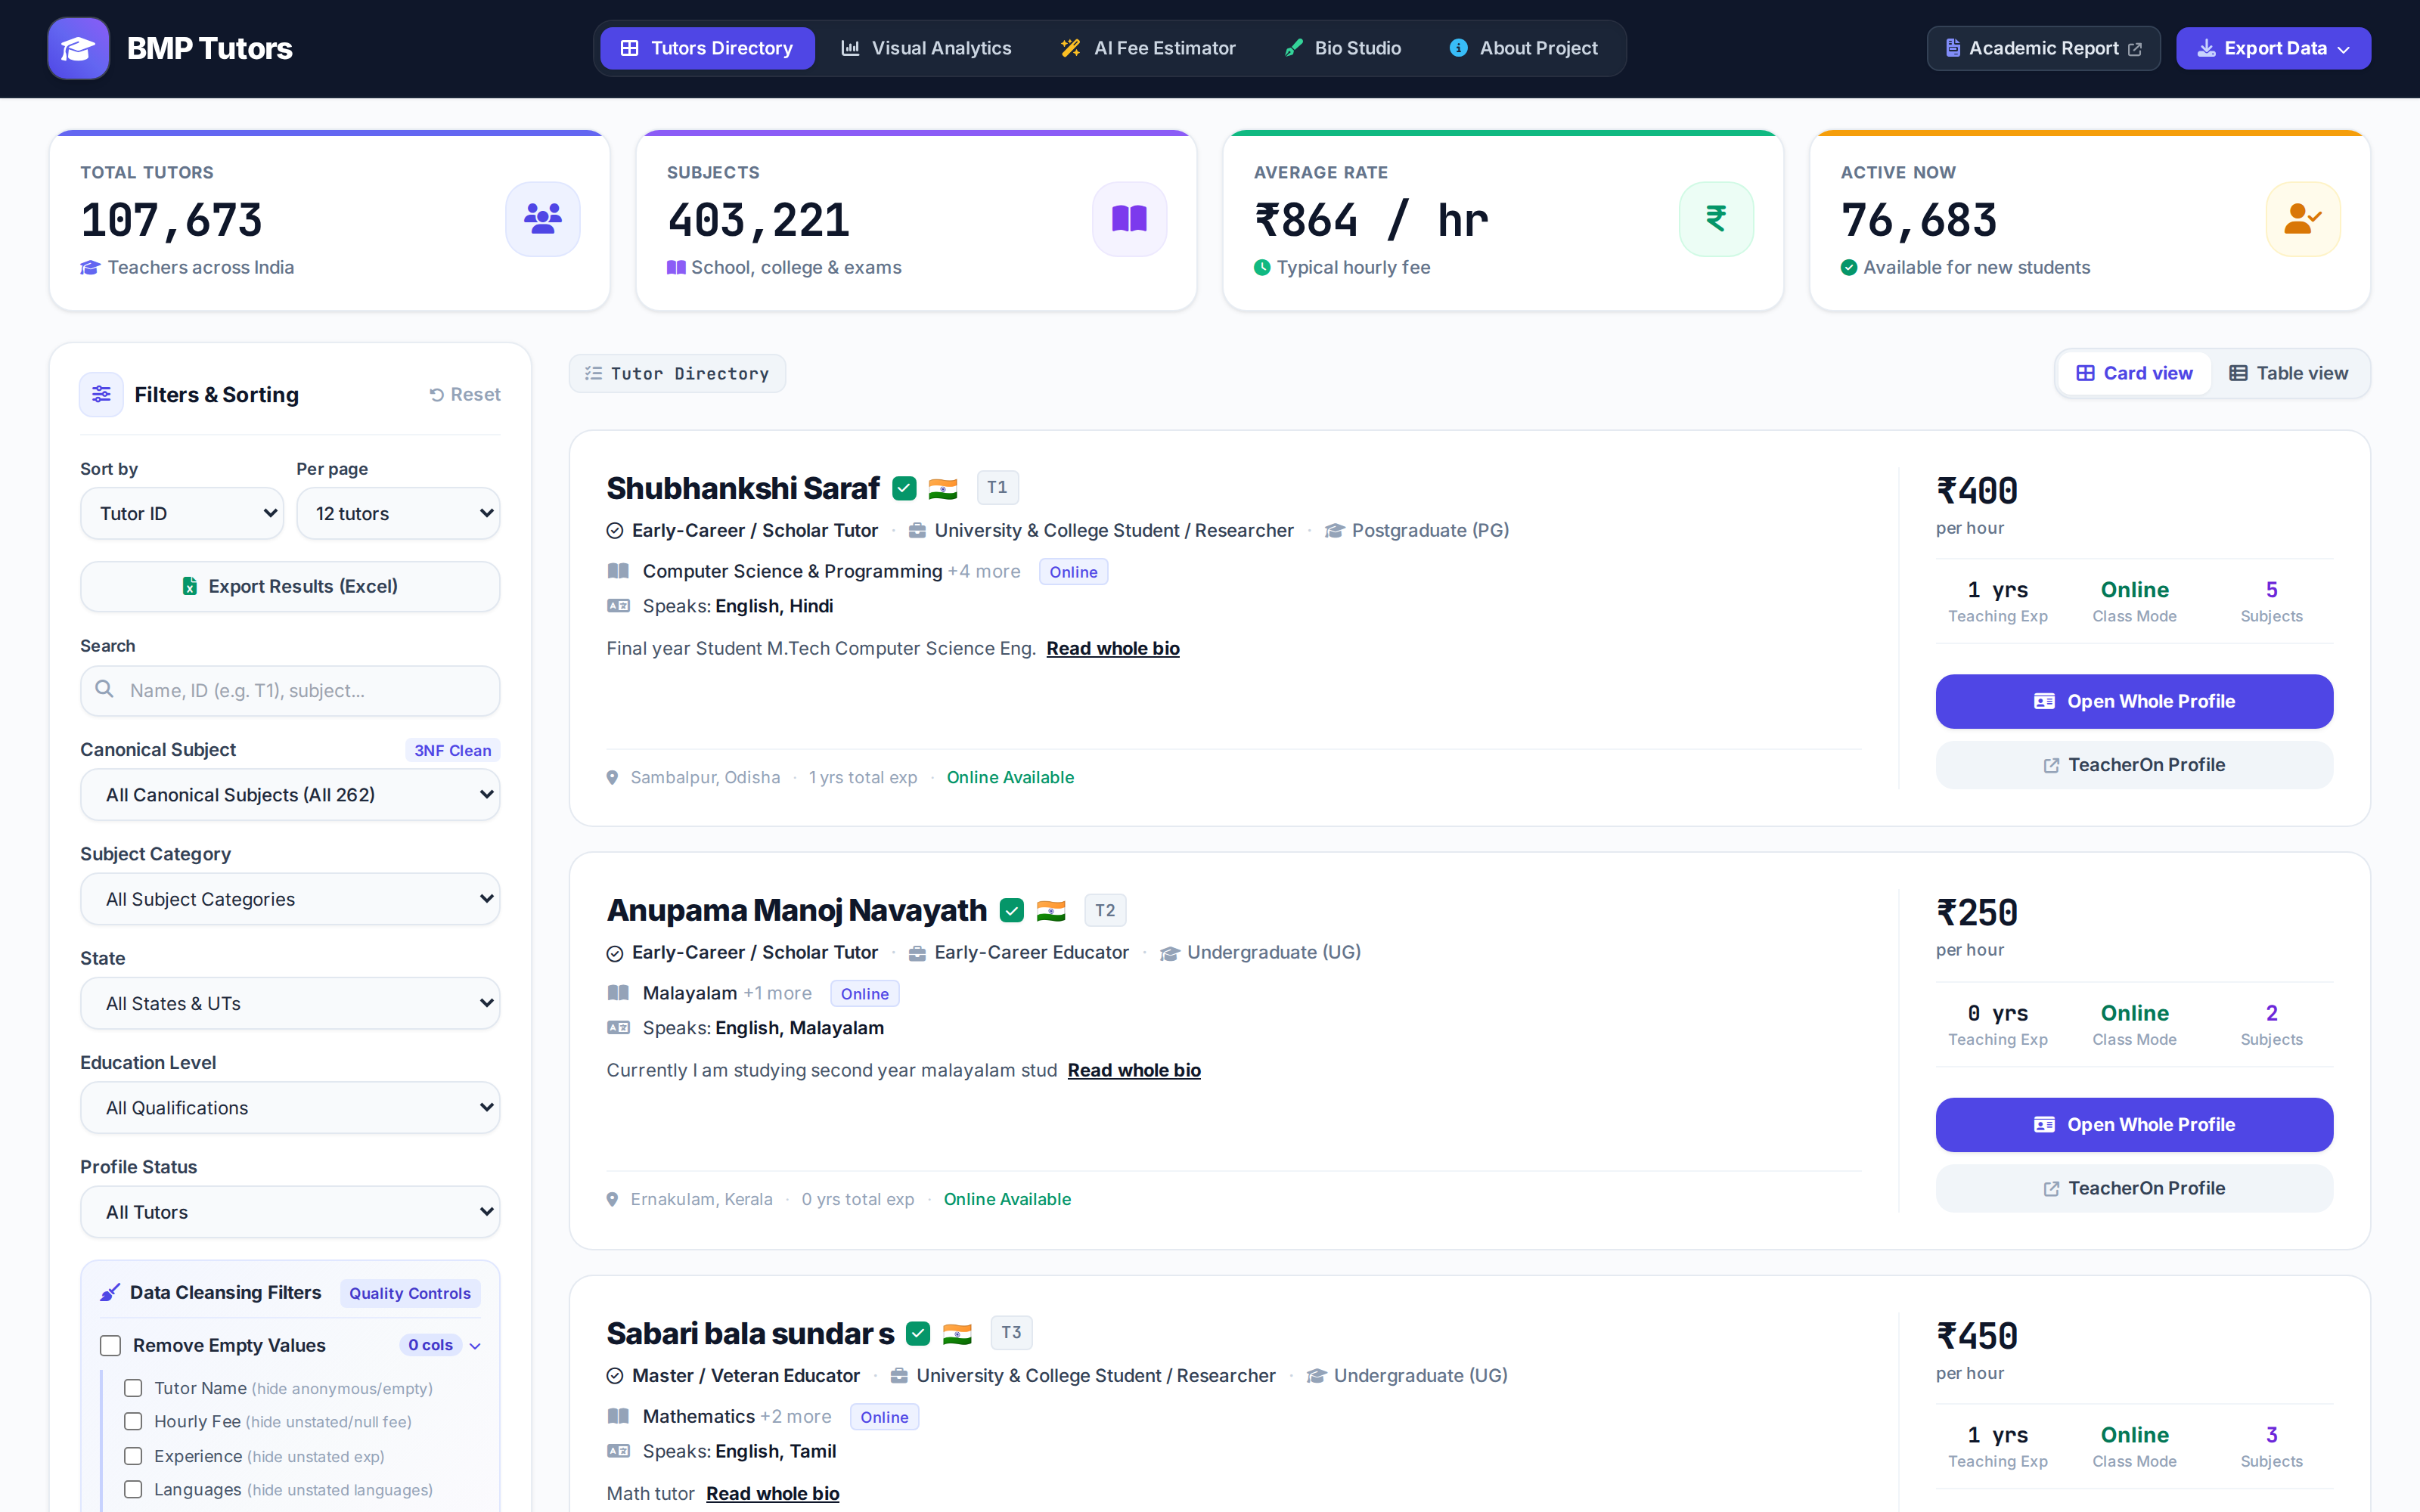 BMP Tutors
Tutors Directory
Visual Analytics
AI Fee Estimator
Bio Studio
About Project
Academic Report
Export Data
TOTAL TUTORS
107,673
Teachers across India
SUBJECTS
403,221
School, college & exams
AVERAGE RATE
₹864 / hr
Typical hourly fee
ACTIVE NOW
76,683
Available for new students
Filters & Sorting
Reset
Sort by
Per page
Tutor ID
12 tutors
Export Results (Excel)
Search
Name, ID (e.g. T1), subject...
Canonical Subject
3NF Clean
All Canonical Subjects (All 262)
Subject Category
All Subject Categories
State
All States & UTs
Education Level
All Qualifications
Profile Status
All Tutors
Data Cleansing Filters
Quality Controls
Remove Empty Values
0 cols
Tutor Name (hide anonymous/empty)
Hourly Fee (hide unstated/null fee)
Experience (hide unstated exp)
Languages (hide unstated languages)
Tutor Directory
Card view
Table view
Shubhankshi Saraf T1
Early-Career / Scholar Tutor · University & College Student / Researcher · Postgraduate (PG)
Computer Science & Programming +4 more Online
Speaks: English, Hindi
Final year Student M.Tech Computer Science Eng. Read whole bio
Sambalpur, Odisha · 1 yrs total exp · Online Available
₹400
per hour
1 yrs Online 5
Teaching Exp Class Mode Subjects
Open Whole Profile
TeacherOn Profile
Anupama Manoj Navayath T2
Early-Career / Scholar Tutor · Early-Career Educator · Undergraduate (UG)
Malayalam +1 more Online
Speaks: English, Malayalam
Currently I am studying second year malayalam stud Read whole bio
Ernakulam, Kerala · 0 yrs total exp · Online Available
₹250
per hour
0 yrs Online 2
Teaching Exp Class Mode Subjects
Open Whole Profile
TeacherOn Profile
Sabari bala sundar s T3
Master / Veteran Educator · University & College Student / Researcher · Undergraduate (UG)
Mathematics +2 more Online
Speaks: English, Tamil
Math tutor Read whole bio
₹450
per hour
1 yrs Online 3
Teaching Exp Class Mode Subjects